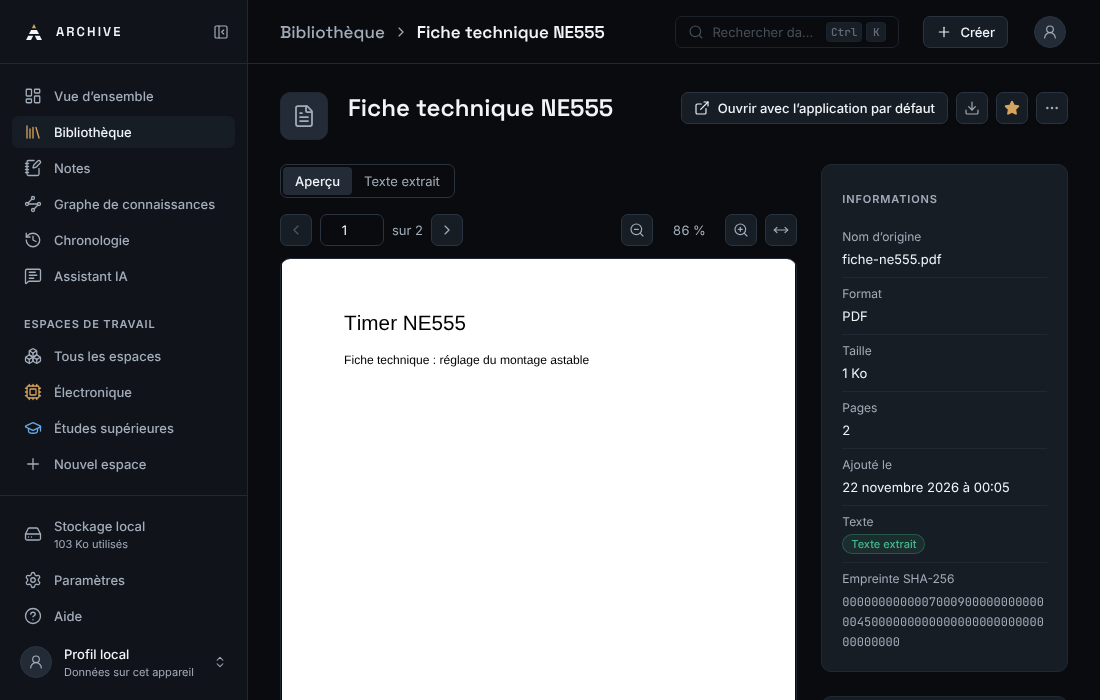 ARCHIVE
Bibliothèque > Fiche technique NE555
Rechercher da... Ctrl K
Créer
Vue d'ensemble
Bibliothèque
Notes
Graphe de connaissances
Chronologie
Assistant IA
ESPACES DE TRAVAIL
Tous les espaces
Électronique
Études supérieures
Nouvel espace
Stockage local
103 Ko utilisés
Paramètres
Aide
Profil local
Données sur cet appareil
Fiche technique NE555
Ouvrir avec l'application par défaut
Aperçu Texte extrait
1 sur 2
86 %
Timer NE555
Fiche technique : réglage du montage astable
INFORMATIONS
Nom d'origine
fiche-ne555.pdf
Format
PDF
Taille
1 Ko
Pages
2
Ajouté le
22 novembre 2026 à 00:05
Texte
Texte extrait
Empreinte SHA-256
0000000000007000900000000000
0045000000000000000000000000
00000000